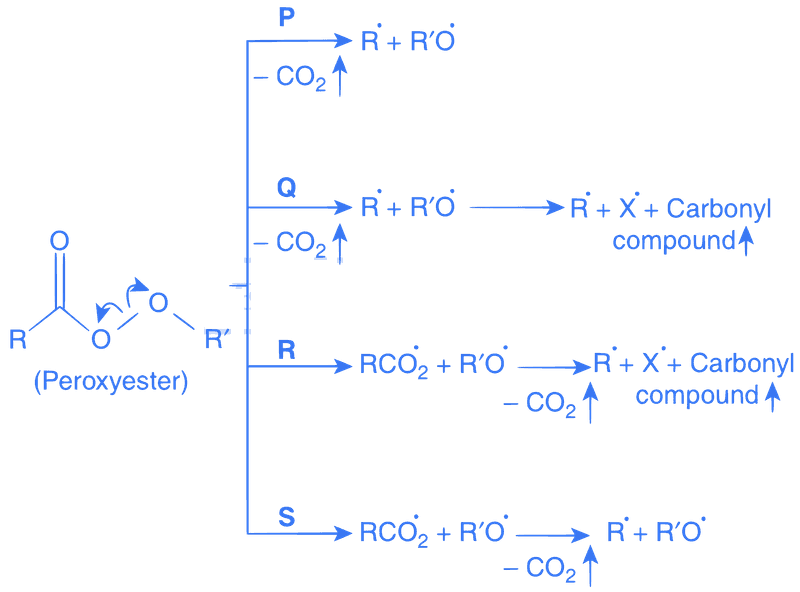 P
R• + R′O•
– CO₂ ↑
Q
R• + R′O• → R• + X• + Carbonyl
compound ↑
– CO₂ ↑
O
O
R
O
R′
(Peroxyester)
R
RCO₂• + R′O• → R• + X• + Carbonyl
compound ↑
– CO₂ ↑
S
RCO₂• + R′O• → R• + R′O•
– CO₂ ↑